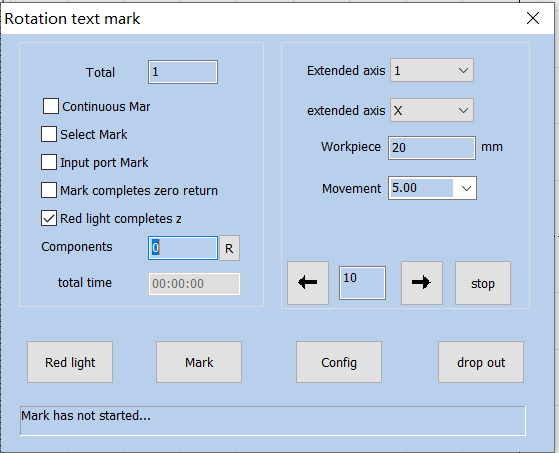 Rotation text mark
Total 1
Continuous Mar
Select Mark
Input port Mark
Mark completes zero return
Red light completes z
Components 0 R
total time 00:00:00
Extended axis 1
extended axis X
Workpiece 20 mm
Movement 5.00
10 stop
Red light Mark Config drop out
Mark has not started...